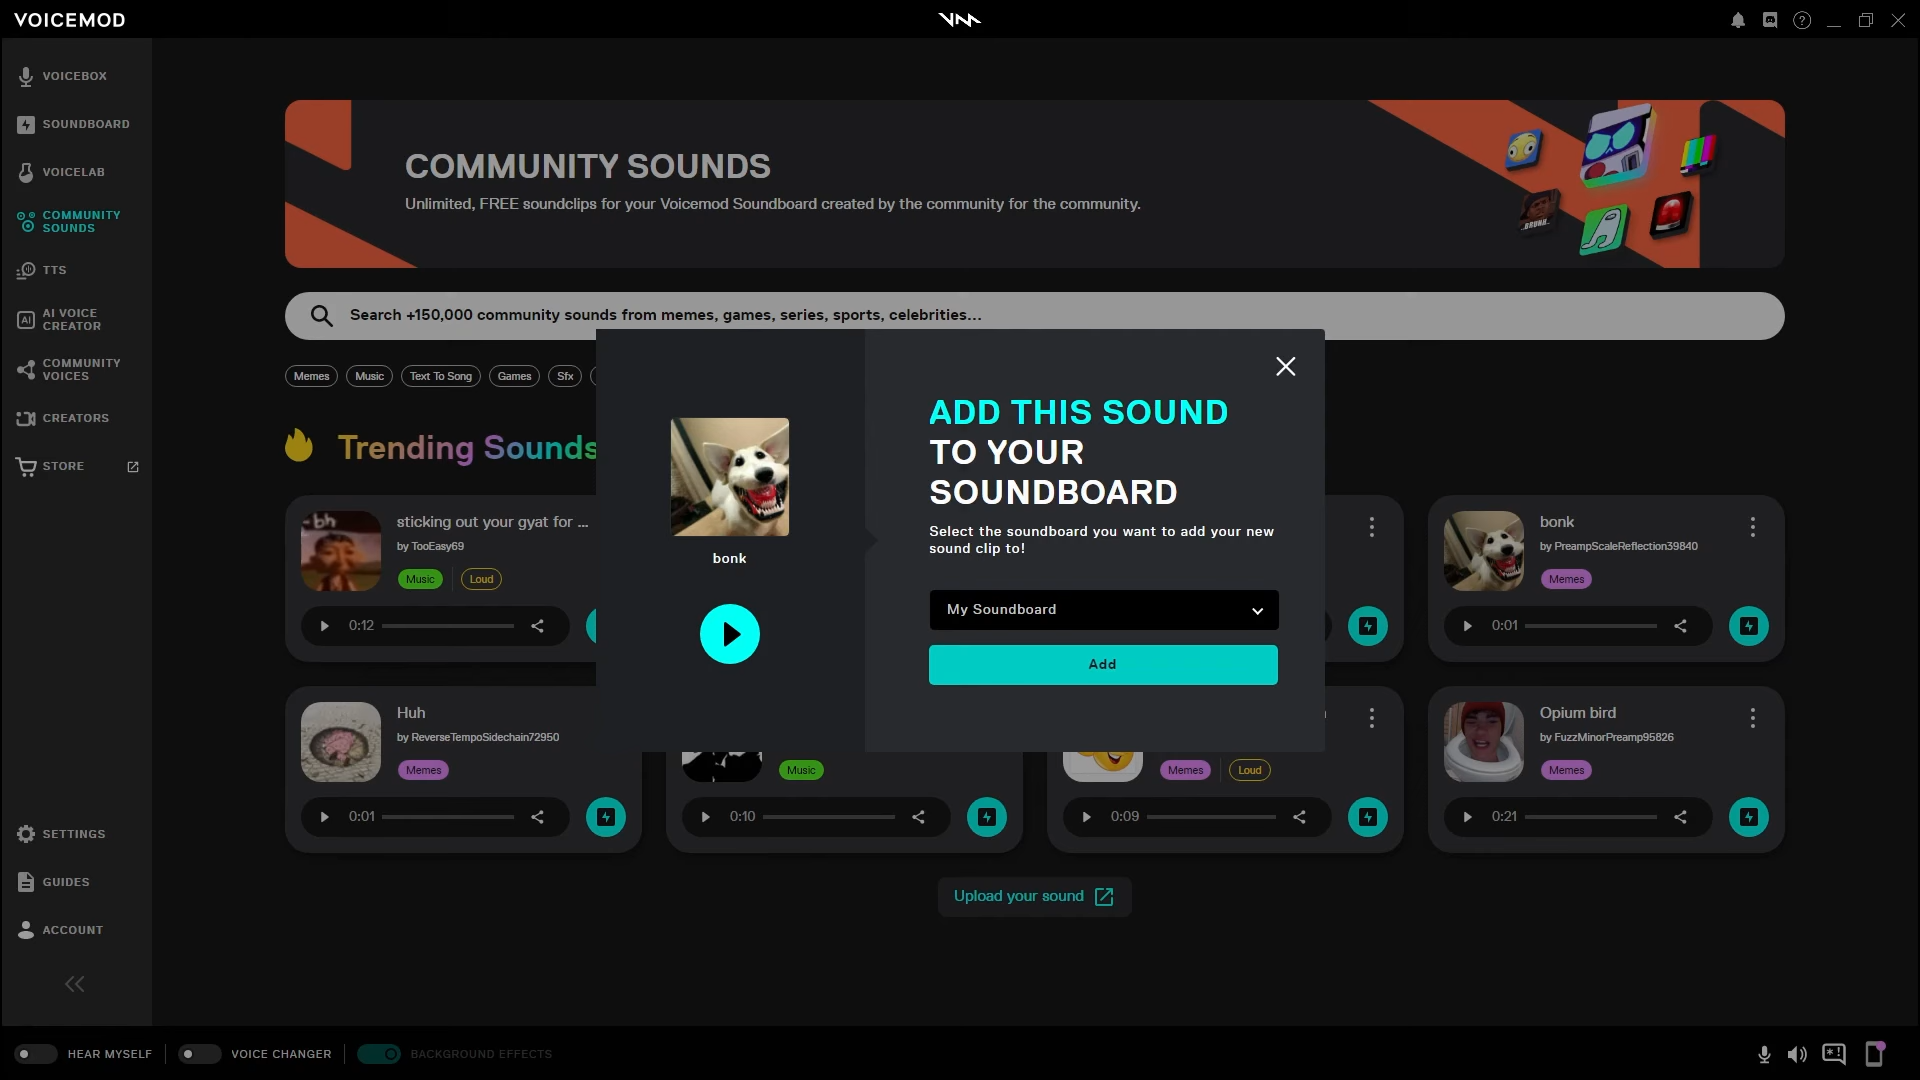 VOICEMOD
VOICEBOX
SOUNDBOARD
VOICELAB
COMMUNITY
SOUNDS
TTS
AI VOICE
CREATOR
COMMUNITY
VOICES
CREATORS
STORE
SETTINGS
GUIDES
ACCOUNT
COMMUNITY SOUNDS
Unlimited, FREE soundclips for your Voicemod Soundboard created by the community for the community.
Search +150,000 community sounds from memes, games, series, sports, celebrities...
Memes
Music
Text To Song
Games
Sfx
Trending Sounds
bonk
ADD THIS SOUND
TO YOUR
SOUNDBOARD
Select the soundboard you want to add your new
sound clip to!
My Soundboard
Add
sticking out your gyat for ...
by TooEasy69
Music
Loud
0:12
bonk
by PreampScaleReflection39840
Memes
0:01
Huh
by ReverseTempoSidechain72950
Memes
0:01
Music
0:10
Memes
Loud
0:09
Opium bird
by FuzzMinorPreamp95826
Memes
0:21
Upload your sound
HEAR MYSELF
VOICE CHANGER
BACKGROUND EFFECTS